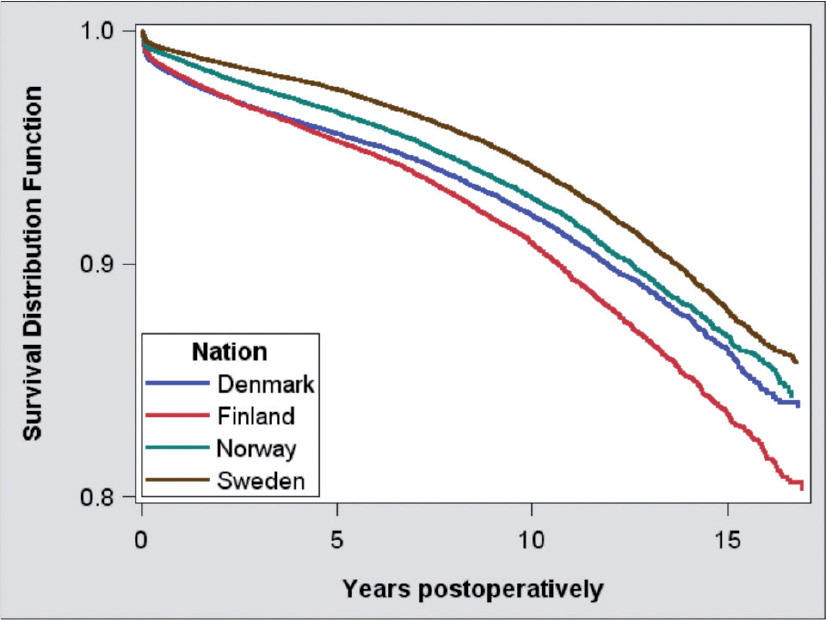 Survival Distribution Function
1.0
0.9
0.8
Nation
Denmark
Finland
Norway
Sweden
0 5 10 15
Years postoperatively